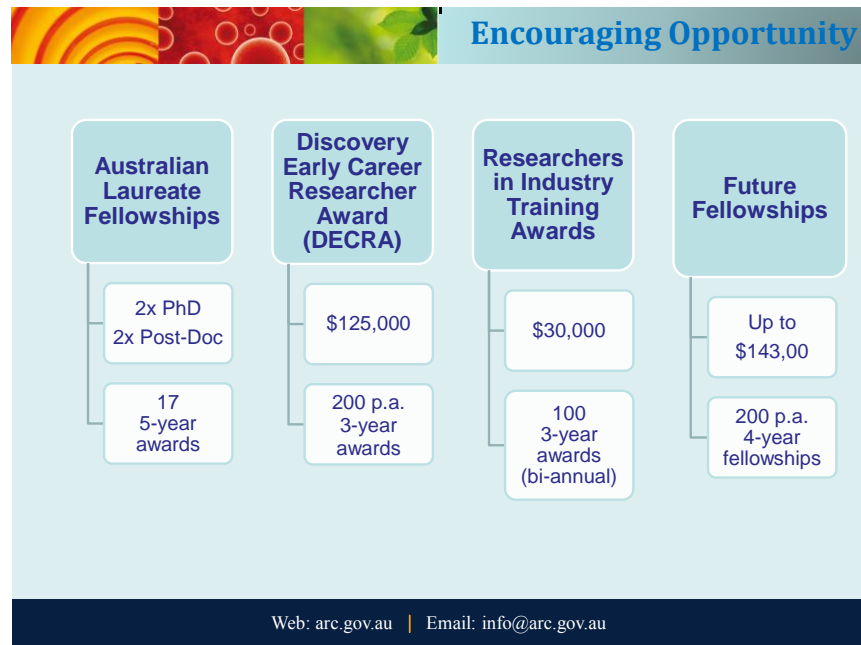 Encouraging Opportunity
Australian
Laureate
Fellowships
2x PhD
2x Post-Doc
17
5-year
awards
Discovery
Early Career
Researcher
Award
(DECRA)
$125,000
200 p.a.
3-year
awards
Researchers
in Industry
Training
Awards
$30,000
100
3-year
awards
(bi-annual)
Future
Fellowships
Up to
$143,00
200 p.a.
4-year
fellowships
Web: arc.gov.au | Email: info@arc.gov.au